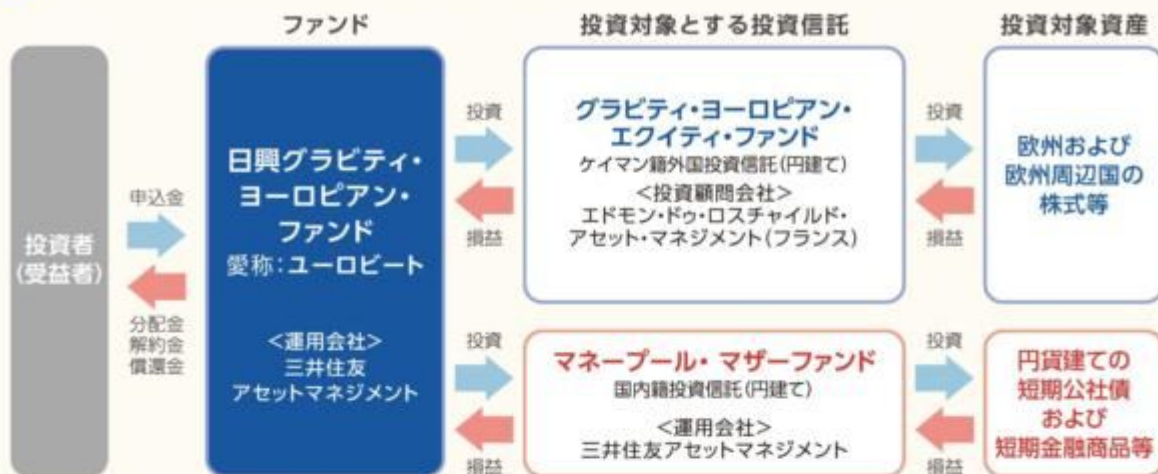 ファンド
投資対象とする投資信託
投資対象資産
投資者
(受益者)
申込金
分配金
解約金
償還金
日興グラビティ・
ヨーロピアン・
ファンド
愛称:ユーロビート
<運用会社>
三井住友
アセットマネジメント
投資
損益
グラビティ・ヨーロピアン・
エクイティ・ファンド
ケイマン籍外国投資信託(円建て)
<投資顧問会社>
エドモン・ドゥ・ロスチャイルド・
アセット・マネジメント(フランス)
投資
損益
欧州および
欧州周辺国の
株式等
投資
損益
マネープール・マザーファンド
国内籍投資信託(円建て)
<運用会社>
三井住友アセットマネジメント
投資
損益
円貨建ての
短期公社債
および
短期金融商品等